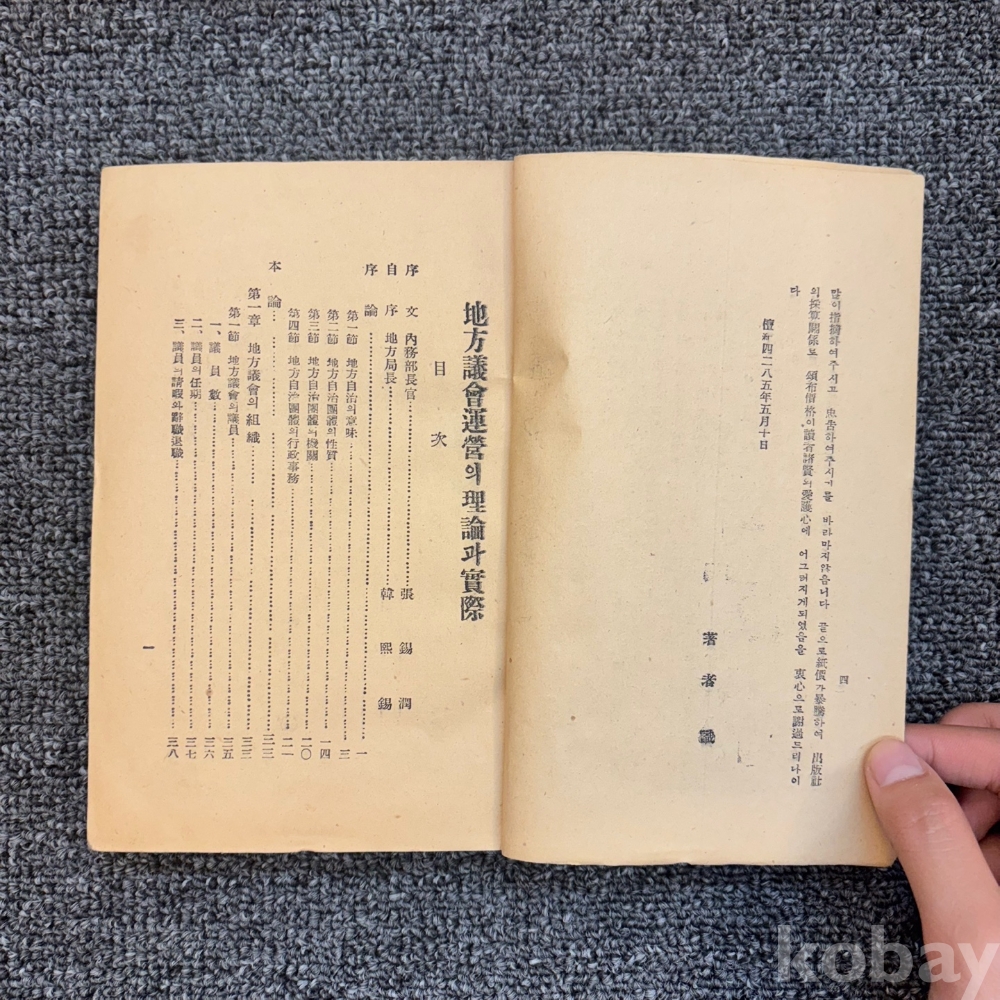 많이 指摘하여주시고 忠告하여주시기를 바라마지않읍니다 끝으로 紙價가 暴騰하여 出版社
의 採算關係로 頒布價格이 讀者諸賢의 愛護心에 어그러지게되였음을 衷心으로 謝過드리나이
다
檀紀四二八五年五月十日
著者
四
地方議會運營의 理論과 實際
目次
序文 內務部長官 張錫潤
自序 地方局長 韓熙錫
序論 一
第一節 地方自治의 意味 三
第二節 地方自治團體의 性質 一四
第三節 地方自治團體의 機關 二〇
第四節 地方自治團體의 行政事務 二一
本論 三三
第一章 地方議會의 組織 三三
第一節 地方議會의 議員 三五
一、議員數 三六
二、議員의 任期 三七
三、議員의 請暇와 辭職退職 三八
一
kobay